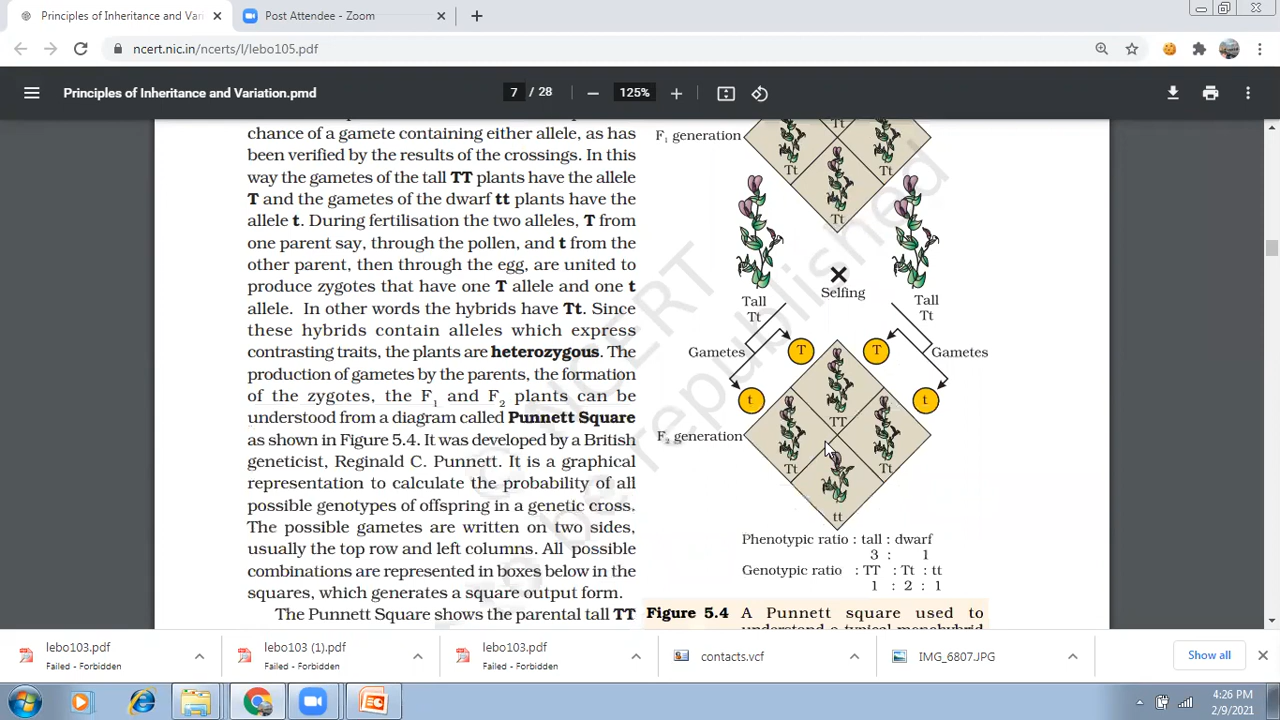 Principles of Inheritance and Var
Post Attendee - Zoom
ncert.nic.in/ncerts/l/lebo105.pdf
Principles of Inheritance and Variation.pmd
7 / 28
125%
chance of a gamete containing either allele, as has
been verified by the results of the crossings. In this
way the gametes of the tall TT plants have the allele
T and the gametes of the dwarf tt plants have the
allele t. During fertilisation the two alleles, T from
one parent say, through the pollen, and t from the
other parent, then through the egg, are united to
produce zygotes that have one T allele and one t
allele. In other words the hybrids have Tt. Since
these hybrids contain alleles which express
contrasting traits, the plants are heterozygous. The
production of gametes by the parents, the formation
of the zygotes, the F1 and F2 plants can be
understood from a diagram called Punnett Square
as shown in Figure 5.4. It was developed by a British
geneticist, Reginald C. Punnett. It is a graphical
representation to calculate the probability of all
possible genotypes of offspring in a genetic cross.
The possible gametes are written on two sides,
usually the top row and left columns. All possible
combinations are represented in boxes below in the
squares, which generates a square output form.
The Punnett Square shows the parental tall TT
Tt
F1 generation
Tt Tt
Tt
Selfing
Tall Tall
Tt Tt
Gametes T T Gametes
t t
TT
F2 generation
Tt Tt
tt
Phenotypic ratio : tall : dwarf
3 : 1
Genotypic ratio : TT : Tt : tt
1 : 2 : 1
Figure 5.4 A Punnett square used to
understand a typical monohybrid
© NCERT
to be republished
lebo103.pdf
Failed - Forbidden
lebo103 (1).pdf
Failed - Forbidden
lebo103.pdf
Failed - Forbidden
contacts.vcf
IMG_6807.JPG
Show all
4:26 PM
2/9/2021